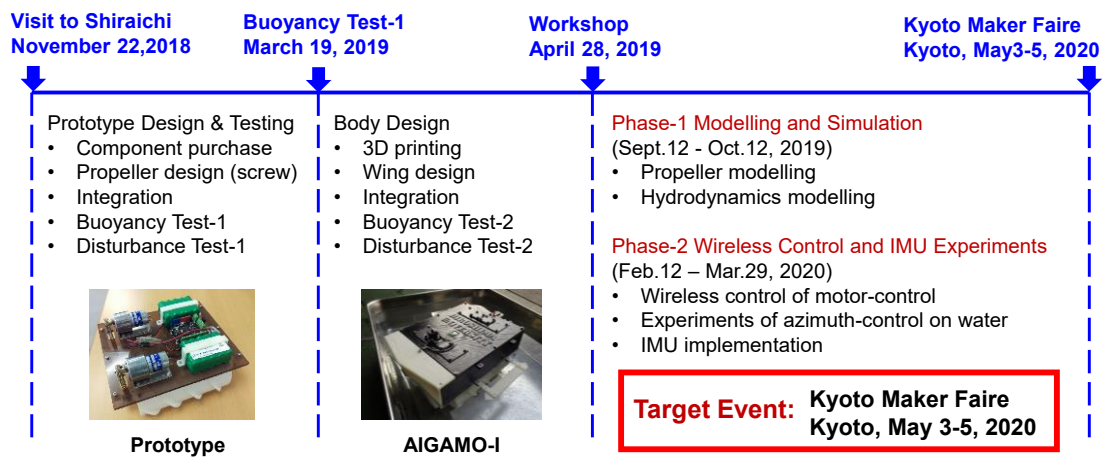 Visit to Shiraichi
November 22,2018
Buoyancy Test-1
March 19, 2019
Workshop
April 28, 2019
Kyoto Maker Faire
Kyoto, May3-5, 2020
Prototype Design & Testing
• Component purchase
• Propeller design (screw)
• Integration
• Buoyancy Test-1
• Disturbance Test-1
Prototype
Body Design
• 3D printing
• Wing design
• Integration
• Buoyancy Test-2
• Disturbance Test-2
AIGAMO-I
Phase-1 Modelling and Simulation
(Sept.12 - Oct.12, 2019)
• Propeller modelling
• Hydrodynamics modelling
Phase-2 Wireless Control and IMU Experiments
(Feb.12 – Mar.29, 2020)
• Wireless control of motor-control
• Experiments of azimuth-control on water
• IMU implementation
Target Event: Kyoto Maker Faire
Kyoto, May 3-5, 2020